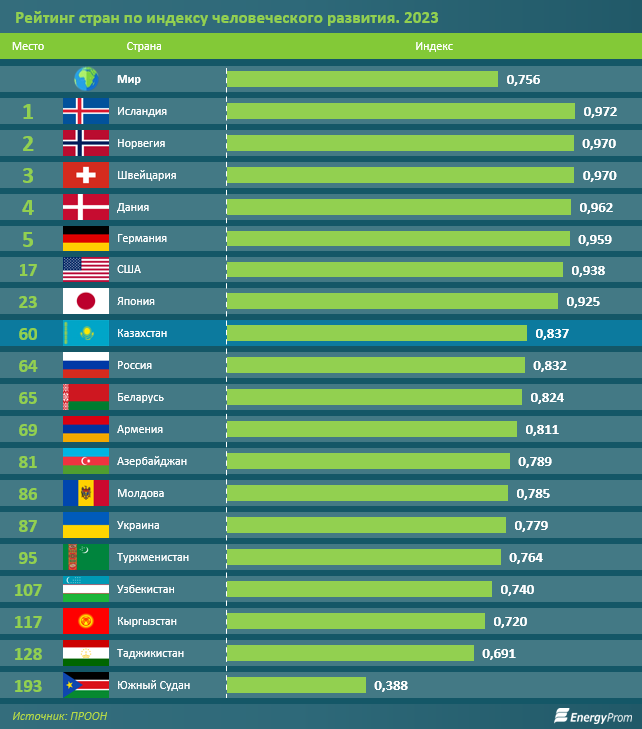 Рейтинг стран по индексу человеческого развития. 2023
Место Страна Индекс
Мир 0,756
1 Исландия 0,972
2 Норвегия 0,970
3 Швейцария 0,970
4 Дания 0,962
5 Германия 0,959
17 США 0,938
23 Япония 0,925
60 Казахстан 0,837
64 Россия 0,832
65 Беларусь 0,824
69 Армения 0,811
81 Азербайджан 0,789
86 Молдова 0,785
87 Украина 0,779
95 Туркменистан 0,764
107 Узбекистан 0,740
117 Кыргызстан 0,720
128 Таджикистан 0,691
193 Южный Судан 0,388
Источник: ПРООН EnergyProm